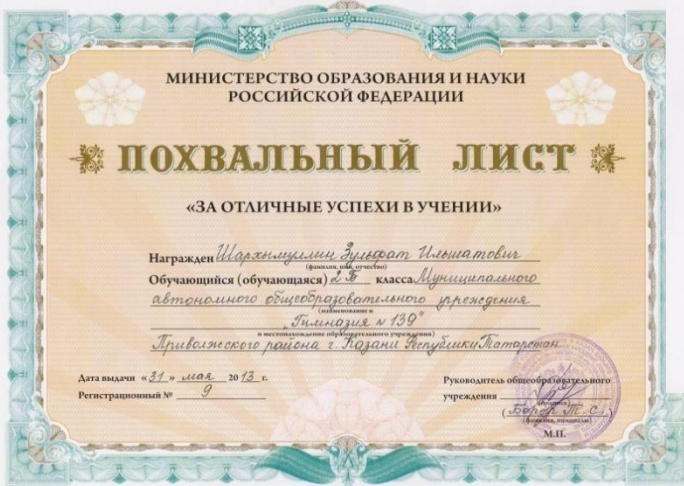 МИНИСТЕРСТВО ОБРАЗОВАНИЯ И НАУКИ
РОССИЙСКОЙ ФЕДЕРАЦИИ
ПОХВАЛЬНЫЙ ЛИСТ
«ЗА ОТЛИЧНЫЕ УСПЕХИ В УЧЕНИИ»
Награжден Шархымуллин Зульфат Ильшатович
(фамилия, имя, отчество)
Обучающийся (обучающаяся) 2 Б класса Муниципального
автономного общеобразовательного учреждения
(наименование и
"Гимназия № 139"
и местонахождение образовательного учреждения)
Приволжского района г. Казани Республики Татарстан
Дата выдачи «31» мая 2013 г.
Регистрационный № 9
Руководитель общеобразовательного
учреждения
(подпись)
Т. С.)
(фамилия, инициалы)
М.П.